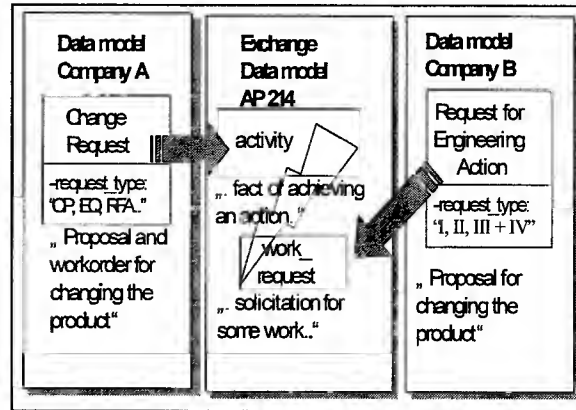 Data model
Company A
Change
Request
-request_type:
"CP, EQ, RFA.."
„ Proposal and
workorder for
changing the
product“
Exchange
Data model
AP 214
activity
„. fact of achieving
an action..“
work_
request
„. solicitation for
some work..“
Data model
Company B
Request for
Engineering
Action
-request_type:
"I, II, III + IV"
„ Proposal for
changing the
product“